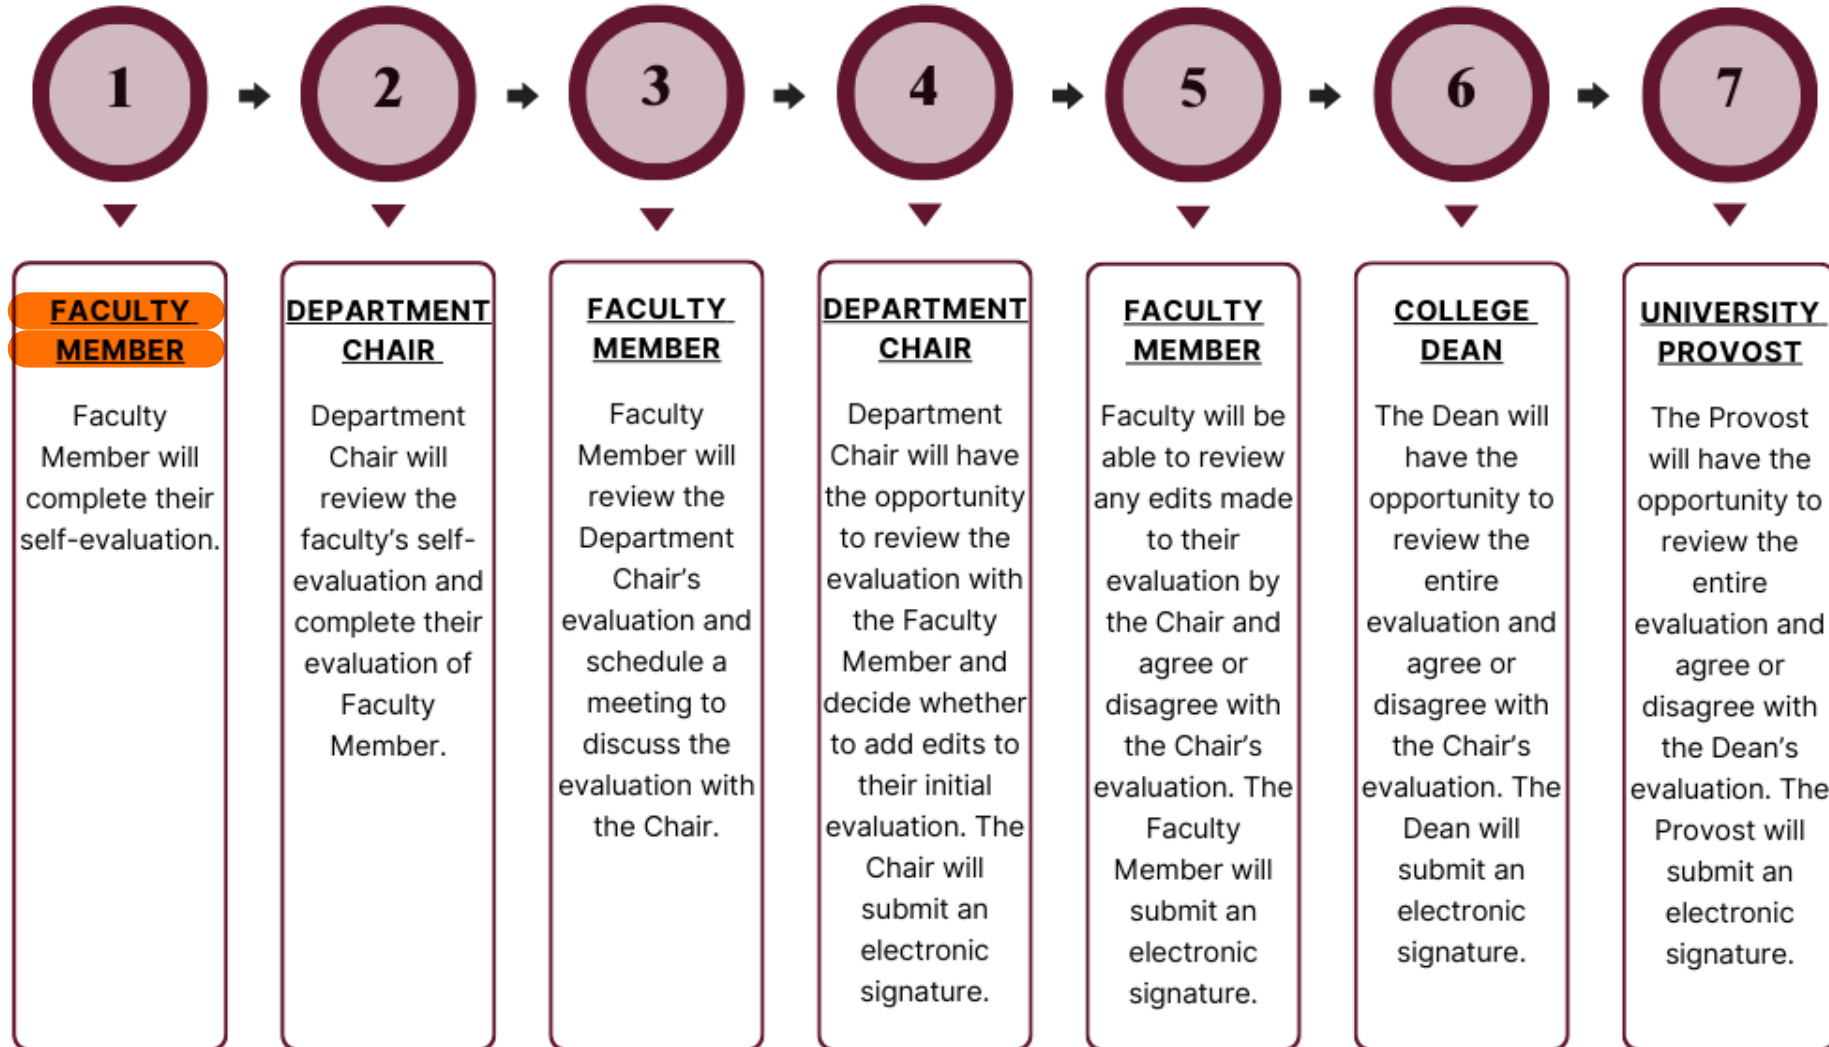 1
2
3
4
5
6
7
FACULTY
MEMBER
Faculty
Member will
complete their
self-evaluation.
DEPARTMENT
CHAIR
Department
Chair will
review the
faculty's self-
evaluation and
complete their
evaluation of
Faculty
Member.
FACULTY
MEMBER
Faculty
Member will
review the
Department
Chair's
evaluation and
schedule a
meeting to
discuss the
evaluation with
the Chair.
DEPARTMENT
CHAIR
Department
Chair will have
the opportunity
to review the
evaluation with
the Faculty
Member and
decide whether
to add edits to
their initial
evaluation. The
Chair will
submit an
electronic
signature.
FACULTY
MEMBER
Faculty will be
able to review
any edits made
to their
evaluation by
the Chair and
agree or
disagree with
the Chair's
evaluation. The
Faculty
Member will
submit an
electronic
signature.
COLLEGE
DEAN
The Dean will
have the
opportunity to
review the
entire
evaluation and
agree or
disagree with
the Chair's
evaluation. The
Dean will
submit an
electronic
signature.
UNIVERSITY
PROVOST
The Provost
will have the
opportunity to
review the
entire
evaluation and
agree or
disagree with
the Dean's
evaluation. The
Provost will
submit an
electronic
signature.